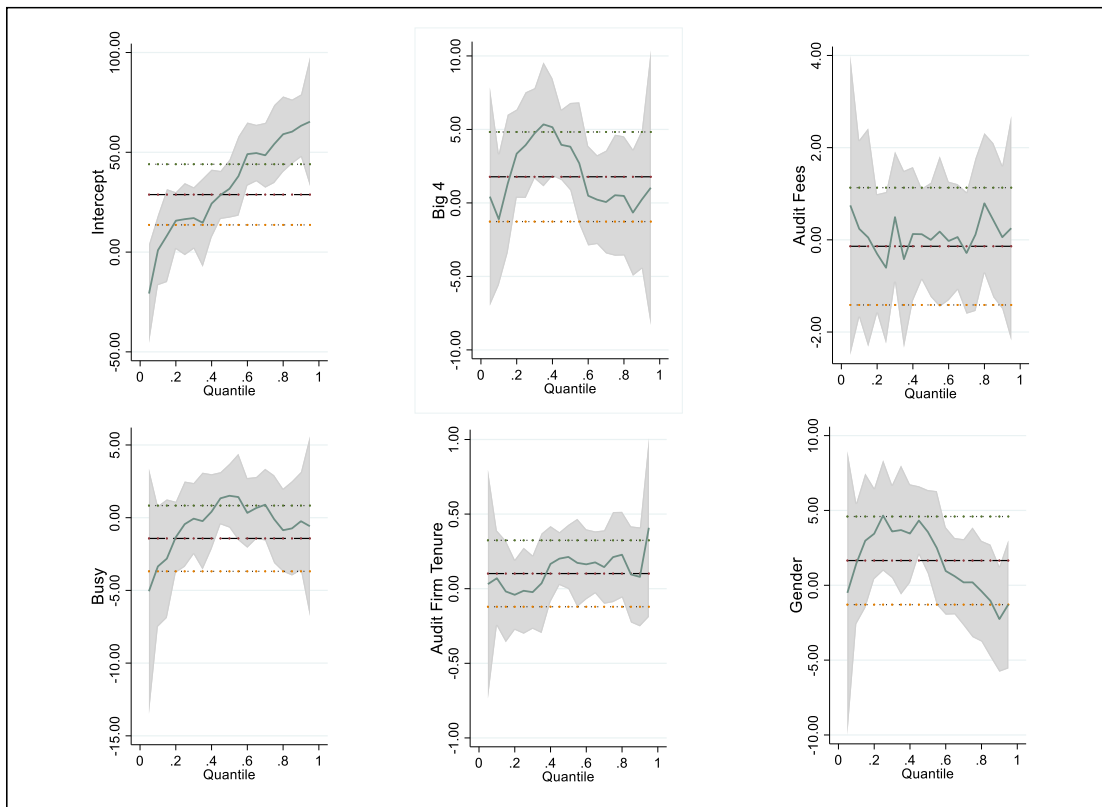 Intercept
100.00
50.00
0.00
-50.00
0 .2 .4 .6 .8 1
Quantile
Big 4
10.00
5.00
0.00
-5.00
-10.00
0 .2 .4 .6 .8 1
Quantile
Audit Fees
4.00
2.00
0.00
-2.00
0 .2 .4 .6 .8 1
Quantile
Busy
5.00
0.00
-5.00
-10.00
-15.00
0 .2 .4 .6 .8 1
Quantile
Audit Firm Tenure
1.00
0.50
0.00
-0.50
-1.00
0 .2 .4 .6 .8 1
Quantile
Gender
10.00
5.00
0.00
-5.00
-10.00
0 .2 .4 .6 .8 1
Quantile